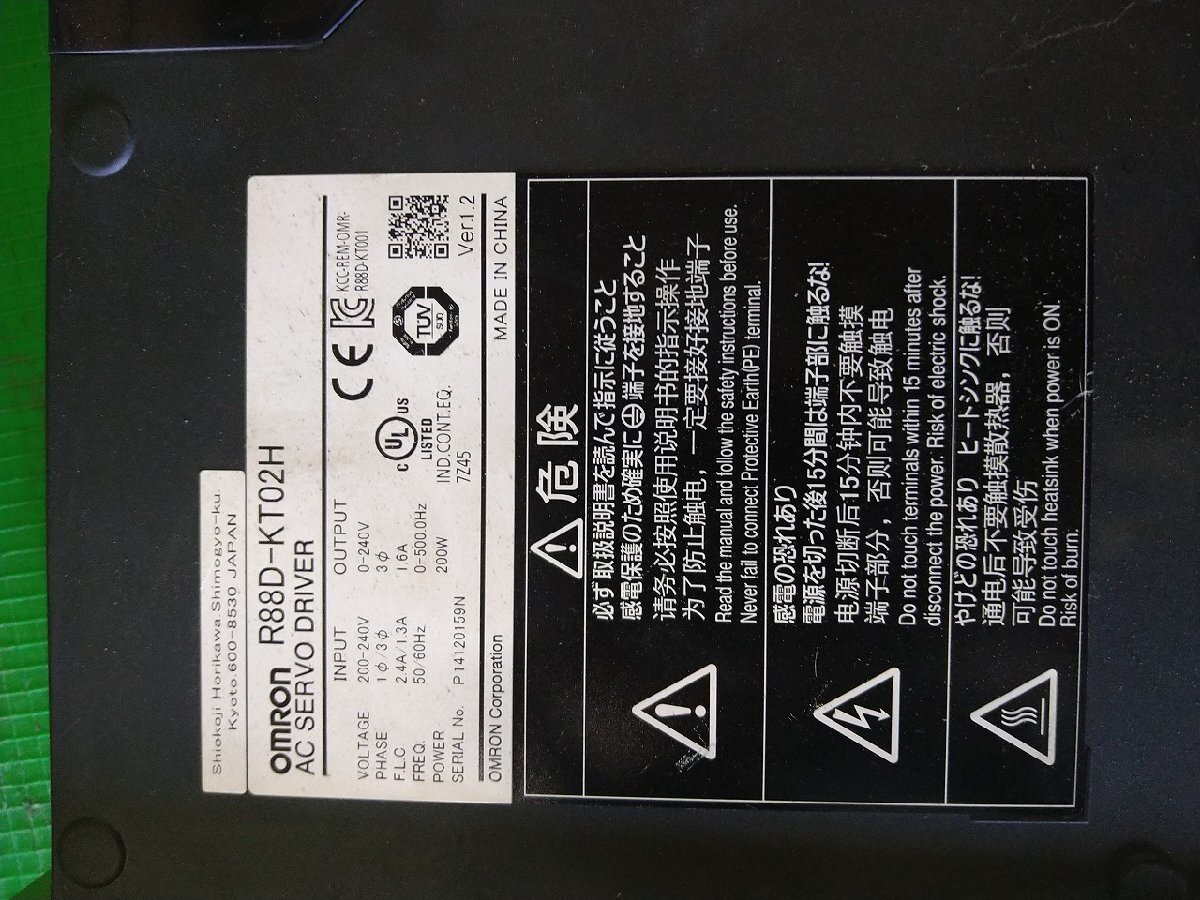 Shiokoji Horikawa Shimogyo-ku.
Kyoto.600-8530 JAPAN
OMRON R88D-KT02H
AC SERVO DRIVER
INPUT OUTPUT
VOLTAGE 200-240V 0-240V
PHASE 1φ/3φ 3φ
F.L.C 2.4A/1.3A 1.6A
FREQ. 50/60Hz 0-500.0Hz
POWER 200W
SERIAL No. P14120159N
C UL US
LISTED
IND.CONT.EQ.
7Z45
CE
KCC-REM-OMR-
R88D-KT001
TÜV
SÜD
Ver.1.2
OMRON Corporation MADE IN CHINA
危険
必ず取扱説明書を読んで指示に従うこと
感電保護のため確実に端子を接地すること
请务必按照使用说明书的指示操作
为了防止触电，一定要接好接地端子
Read the manual and follow the safety instructions before use.
Never fail to connect Protective Earth(PE) terminal.
感電の恐れあり
電源を切った後15分間は端子部に触るな!
电源切断后15分钟内不要触摸
端子部分，否则可能导致触电
Do not touch terminals within 15 minutes after
disconnect the power. Risk of electric shock.
やけどの恐れあり ヒートシンクに触るな!
通电后不要触摸散热器，否则
可能导致受伤
Do not touch heatsink when power is ON.
Risk of burn.